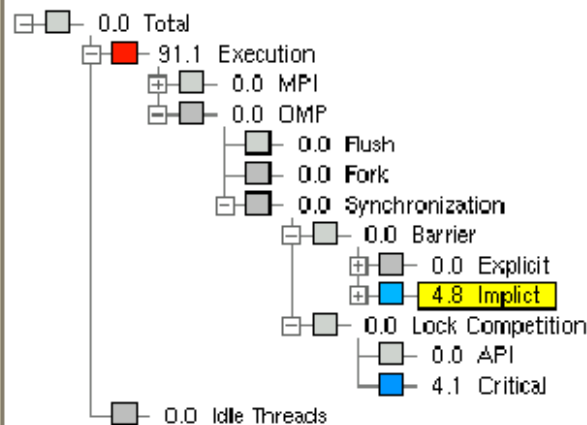 0.0 Total
91.1 Execution
0.0 MPI
0.0 OMP
0.0 Flush
0.0 Fork
0.0 Synchronization
0.0 Barrier
0.0 Explicit
4.8 Implict
0.0 Lock Competition
0.0 API
4.1 Critical
0.0 Idle Threads